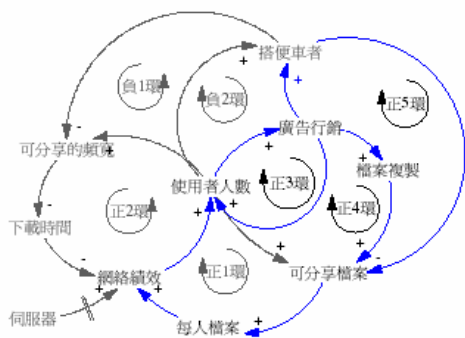 搭便車者
負1環
負2環
正5環
廣告行銷
可分享的頻寬
檔案複製
使用者人數
正3環
正2環
正4環
下載時間
正1環
可分享檔案
網絡績效
伺服器
每人檔案